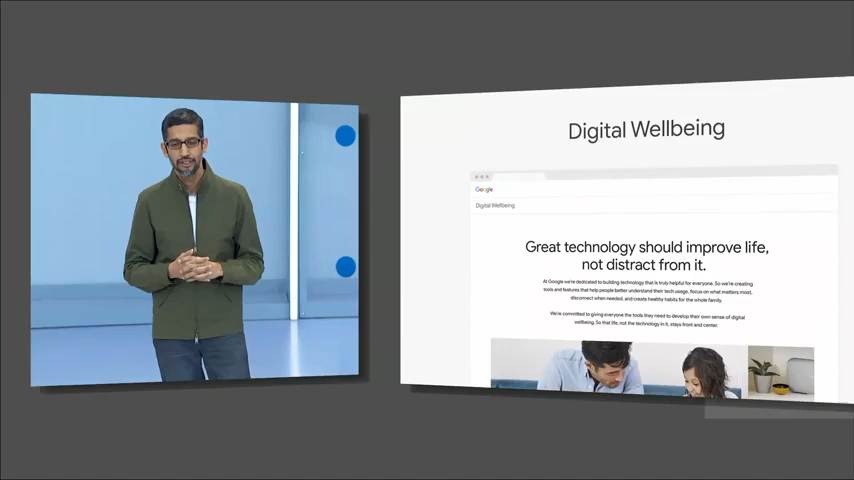 Digital Wellbeing
Google
Digital Wellbeing
Great technology should improve life,
not distract from it.
At Google we're dedicated to building technology that is truly helpful for everyone. So we're creating
tools and features that help people better understand their tech usage, focus on what matters most,
disconnect when needed, and create healthy habits for the whole family.
We're committed to giving everyone the tools they need to develop their own sense of digital
wellbeing. So that life, not the technology in it, stays front and center.